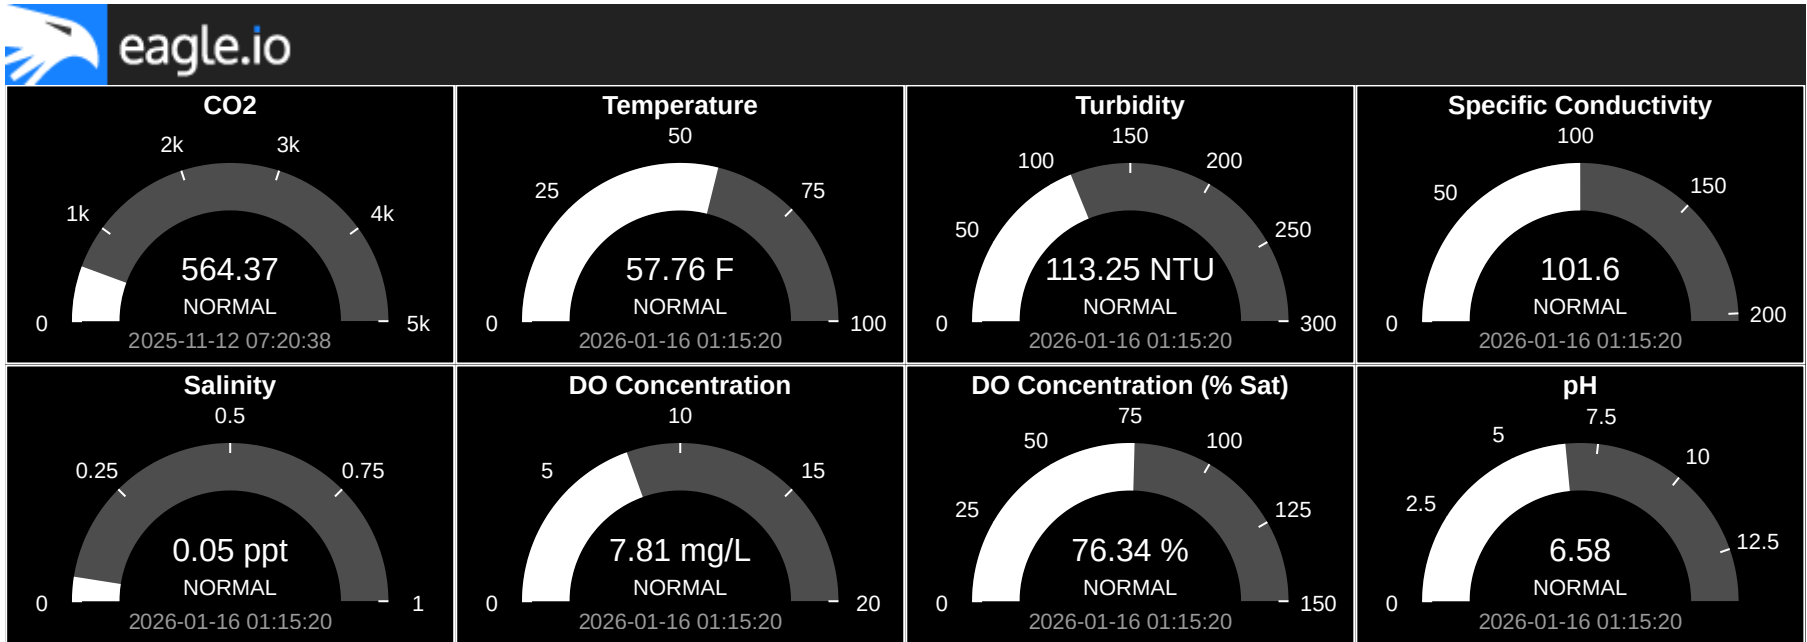 eagle.io
CO2
0
1k
2k
3k
4k
5k
564.37
NORMAL
2025-11-12 07:20:38
Temperature
0
25
50
75
100
57.76 F
NORMAL
2026-01-16 01:15:20
Turbidity
0
50
100
150
200
250
300
113.25 NTU
NORMAL
2026-01-16 01:15:20
Specific Conductivity
0
50
100
150
200
101.6
NORMAL
2026-01-16 01:15:20
Salinity
0
0.25
0.5
0.75
1
0.05 ppt
NORMAL
2026-01-16 01:15:20
DO Concentration
0
5
10
15
20
7.81 mg/L
NORMAL
2026-01-16 01:15:20
DO Concentration (% Sat)
0
25
50
75
100
125
150
76.34 %
NORMAL
2026-01-16 01:15:20
pH
0
2.5
5
7.5
10
12.5
6.58
NORMAL
2026-01-16 01:15:20